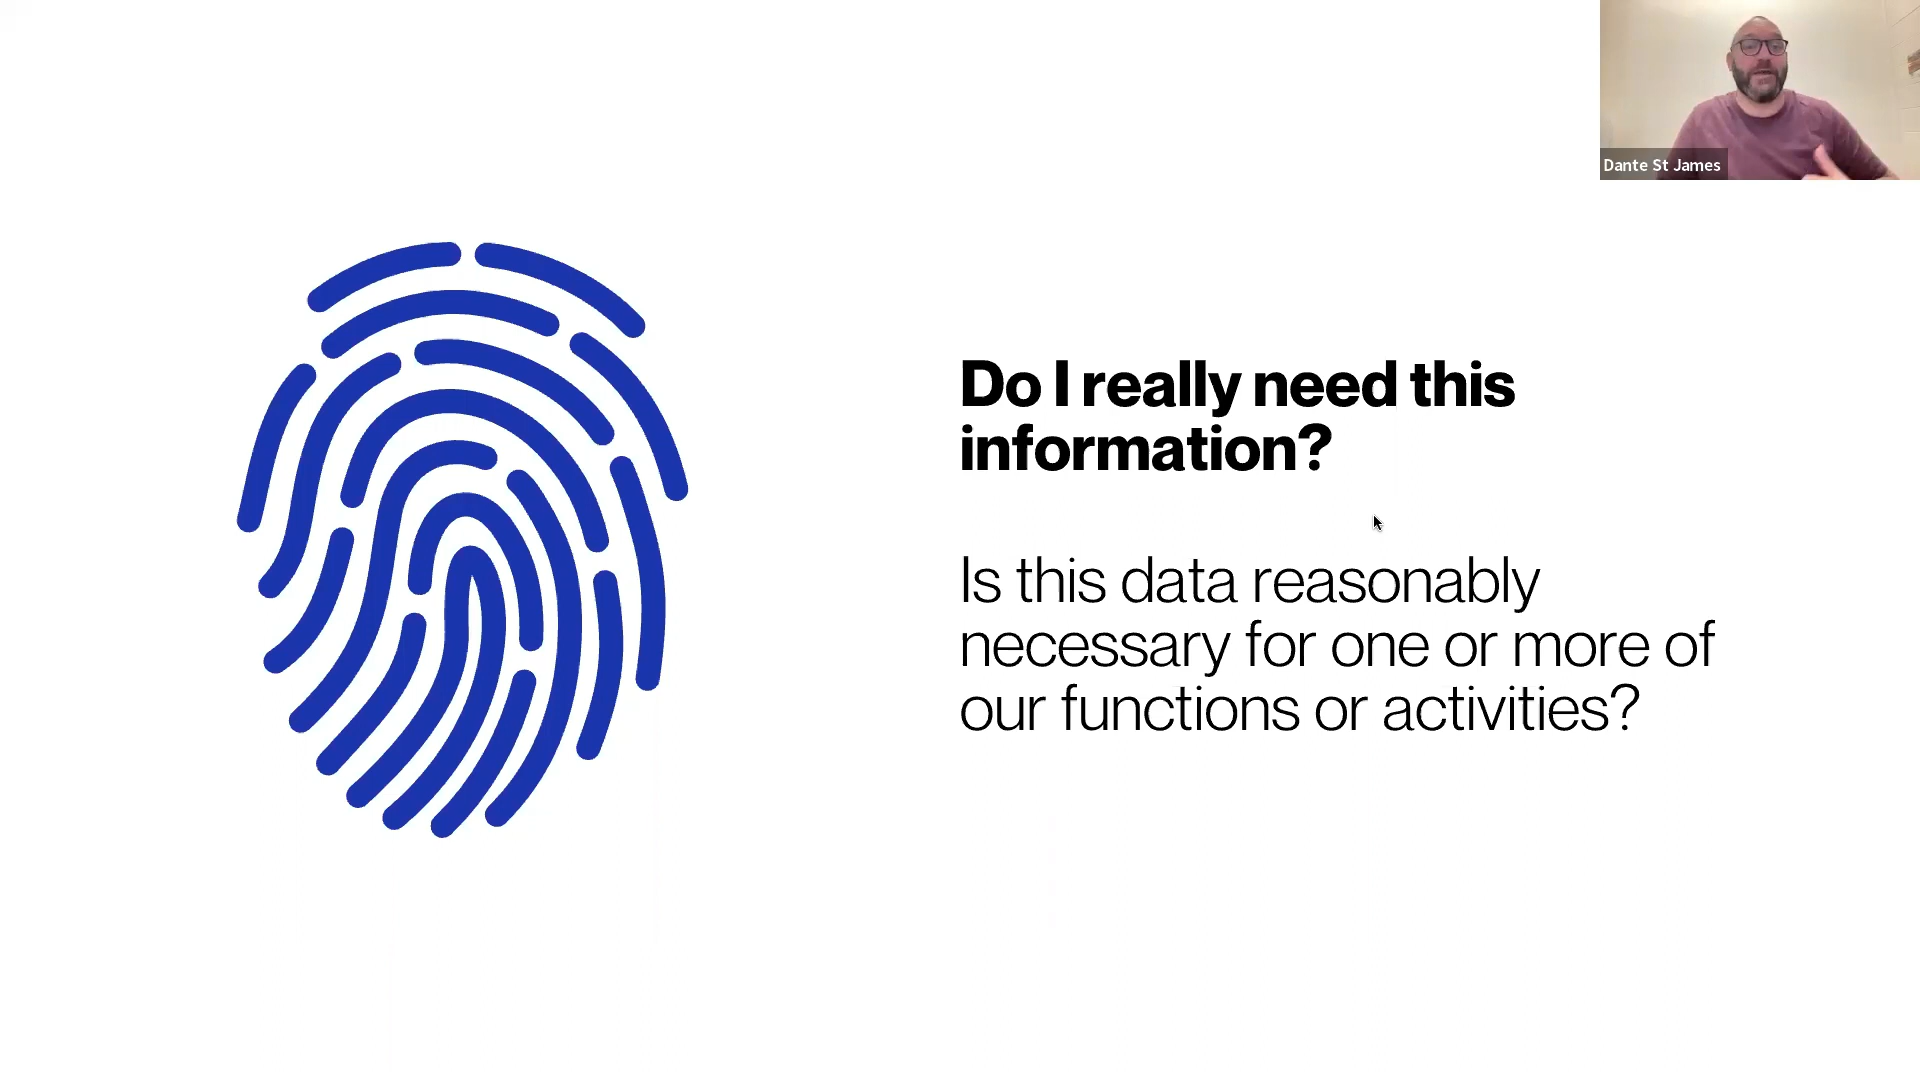 Dante St James
Do I really need this
information?
Is this data reasonably
necessary for one or more of
our functions or activities?